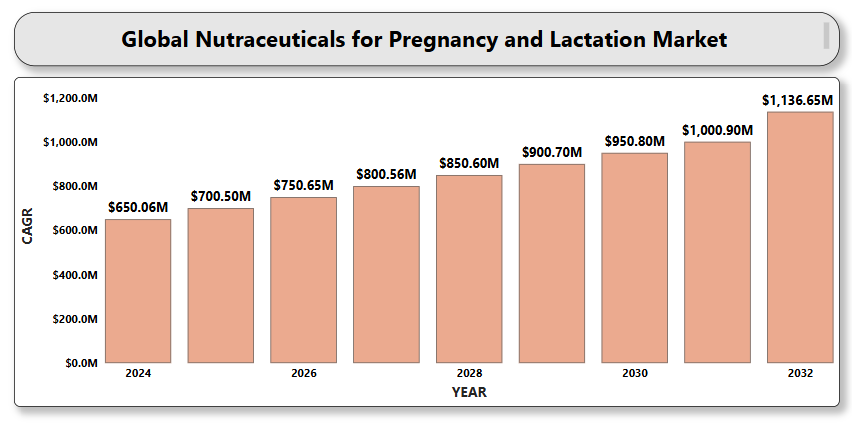 Global Nutraceuticals for Pregnancy and Lactation Market
$1,200.0M
$1,000.0M
$800.0M
$600.0M
$400.0M
$200.0M
$0.0M
CAGR
$650.06M
$700.50M
$750.65M
$800.56M
$850.60M
$900.70M
$950.80M
$1,000.90M
$1,136.65M
2024
2026
2028
2030
2032
YEAR